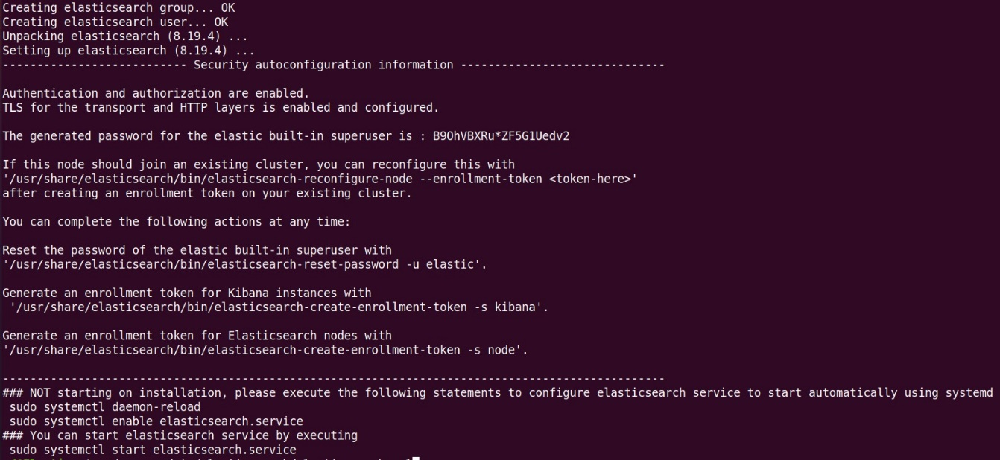 Creating elasticsearch group... OK
Creating elasticsearch user... OK
Unpacking elasticsearch (8.19.4) ...
Setting up elasticsearch (8.19.4) ...
--------------------------- Security autoconfiguration information ------------------------------
Authentication and authorization are enabled.
TLS for the transport and HTTP layers is enabled and configured.
The generated password for the elastic built-in superuser is : B9OhVBXRu*ZF5G1Uedv2
If this node should join an existing cluster, you can reconfigure this with
'/usr/share/elasticsearch/bin/elasticsearch-reconfigure-node --enrollment-token <token-here>'
after creating an enrollment token on your existing cluster.
You can complete the following actions at any time:
Reset the password of the elastic built-in superuser with
'/usr/share/elasticsearch/bin/elasticsearch-reset-password -u elastic'.
Generate an enrollment token for Kibana instances with
 '/usr/share/elasticsearch/bin/elasticsearch-create-enrollment-token -s kibana'.
Generate an enrollment token for Elasticsearch nodes with
'/usr/share/elasticsearch/bin/elasticsearch-create-enrollment-token -s node'.
-------------------------------------------------------------------------------------------------
### NOT starting on installation, please execute the following statements to configure elasticsearch service to start automatically using systemd
 sudo systemctl daemon-reload
 sudo systemctl enable elasticsearch.service
### You can start elasticsearch service by executing
 sudo systemctl start elasticsearch.service